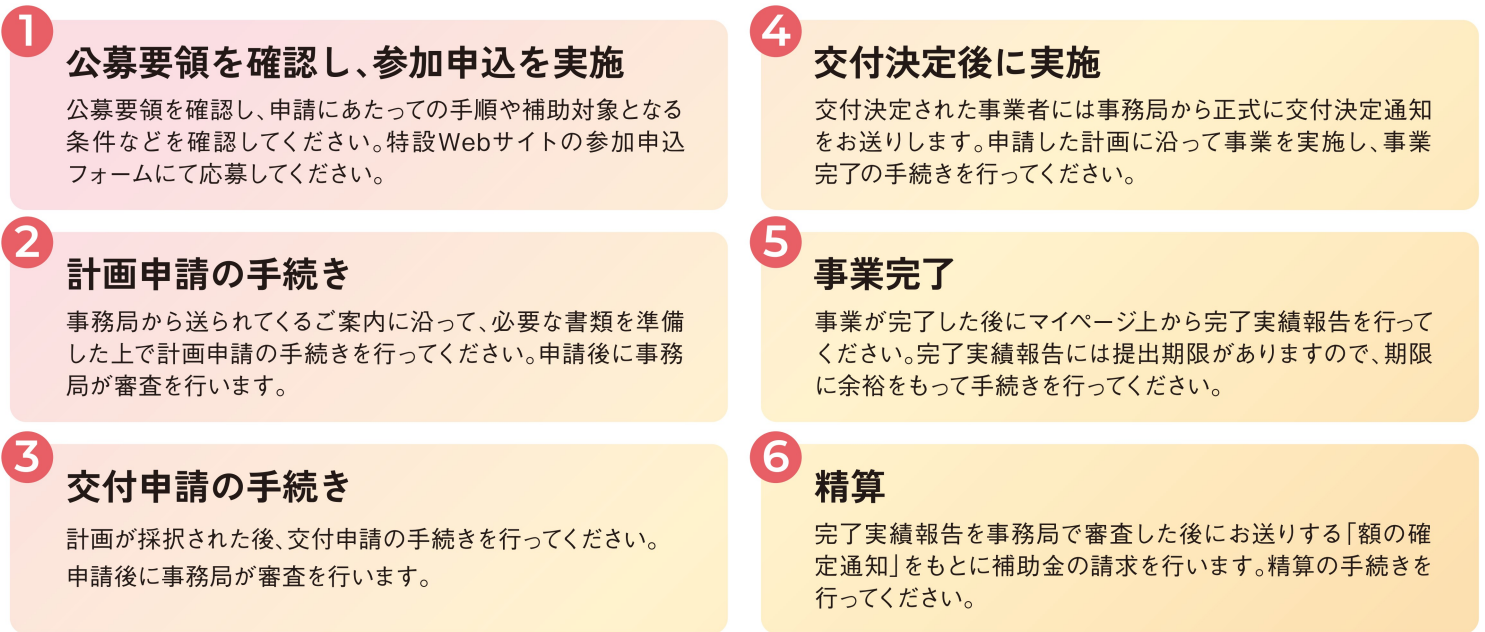 1
公募要領を確認し、参加申込を実施
公募要領を確認し、申請にあたっての手順や補助対象となる
条件などを確認してください。特設Webサイトの参加申込
フォームにて応募してください。
2
計画申請の手続き
事務局から送られてくるご案内に沿って、必要な書類を準備
した上で計画申請の手続きを行ってください。申請後に事務
局が審査を行います。
3
交付申請の手続き
計画が採択された後、交付申請の手続きを行ってください。
申請後に事務局が審査を行います。
4
交付決定後に実施
交付決定された事業者には事務局から正式に交付決定通知
をお送りします。申請した計画に沿って事業を実施し、事業
完了の手続きを行ってください。
5
事業完了
事業が完了した後にマイページ上から完了実績報告を行って
ください。完了実績報告には提出期限がありますので、期限
に余裕をもって手続きを行ってください。
6
精算
完了実績報告を事務局で審査した後にお送りする「額の確
定通知」をもとに補助金の請求を行います。精算の手続きを
行ってください。